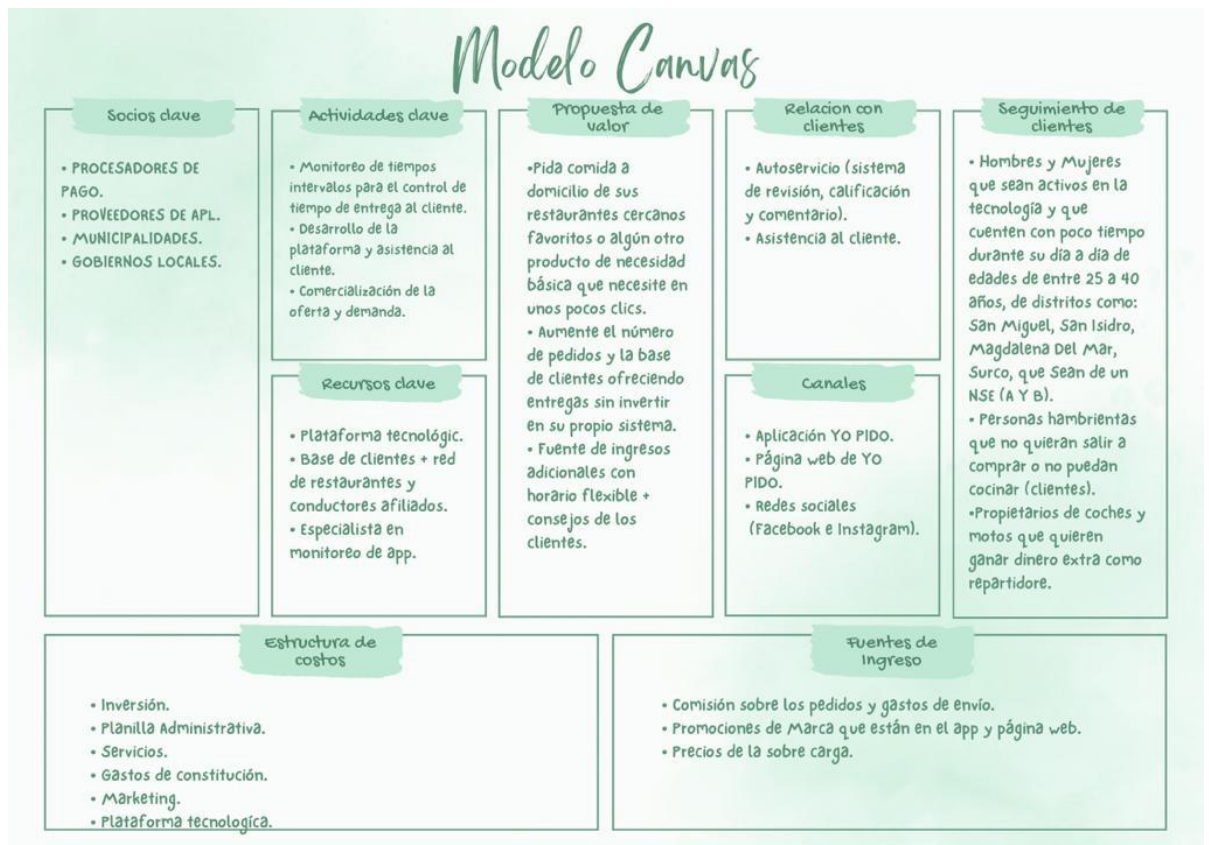 Modelo Canvas
Socios clave
• PROCESADORES DE
PAGO.
• PROVEEDORES DE APL.
• MUNICIPALIDADES.
• GOBIERNOS LOCALES.
Actividades clave
• Monitoreo de tiempos
intervalos para el control de
tiempo de entrega al cliente.
• Desarrollo de la
plataforma y asistencia al
cliente.
• Comercialización de la
oferta y demanda.
Recursos clave
• Plataforma tecnológic.
• Base de clientes + red
de restaurantes y
conductores afiliados.
• Especialista en
monitoreo de app.
Propuesta de
valor
•Pida comida a
domicilio de sus
restaurantes cercanos
favoritos o algún otro
producto de necesidad
básica que necesite en
unos pocos clics.
• Aumente el número
de pedidos y la base
de clientes ofreciendo
entregas sin invertir
en su propio sistema.
• Fuente de ingresos
adicionales con
horario flexible +
consejos de los
clientes.
Relacion con
clientes
• Autoservicio (sistema
de revisión, calificación
y comentario).
• Asistencia al cliente.
Canales
• Aplicación YO PIDO.
• Página web de YO
PIDO.
• Redes sociales
(Facebook e Instagram).
Seguimiento de
clientes
• Hombres y Mujeres
que sean activos en la
tecnología y que
cuenten con poco tiempo
durante su día a día de
edades de entre 25 a 40
años, de distritos como:
San Miguel, San Isidro,
Magdalena Del Mar,
Surco, que Sean de un
NSE (A Y B).
• Personas hambrientas
que no quieran salir a
comprar o no puedan
cocinar (clientes).
•Propietarios de coches y
motos que quieren
ganar dinero extra como
repartidore.
Estructura de
costos
• Inversión.
• Planilla Administrativa.
• Servicios.
• Gastos de constitución.
• Marketing.
• Plataforma tecnologíca.
Fuentes de
Ingreso
• Comisión sobre los pedidos y gastos de envío.
• Promociones de Marca que están en el app y página web.
• Precios de la sobre carga.